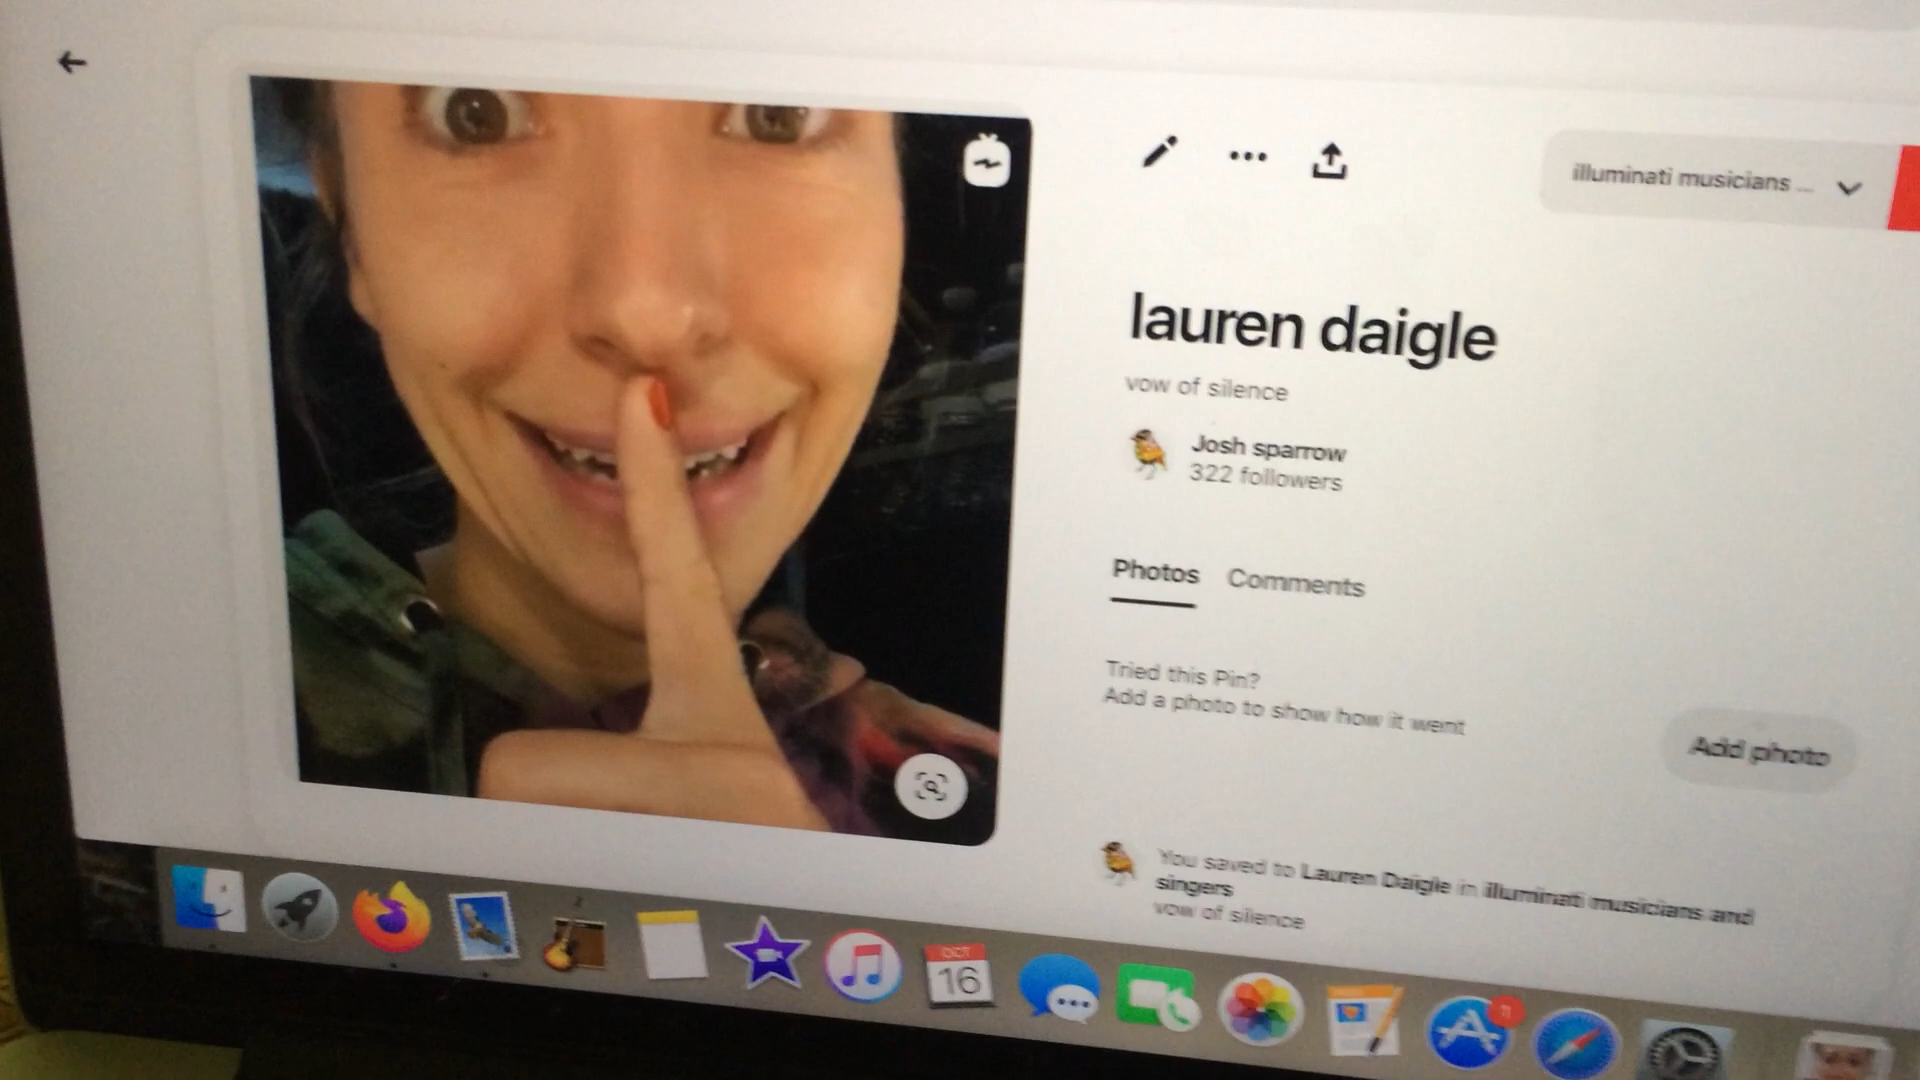 illuminati musicians ...
lauren daigle
vow of silence
Josh sparrow
322 followers
Photos Comments
Tried this Pin?
Add a photo to show how it went
Add photo
You saved to Lauren Daigle in illuminati musicians and
singers
vow of silence
OCT
16
11